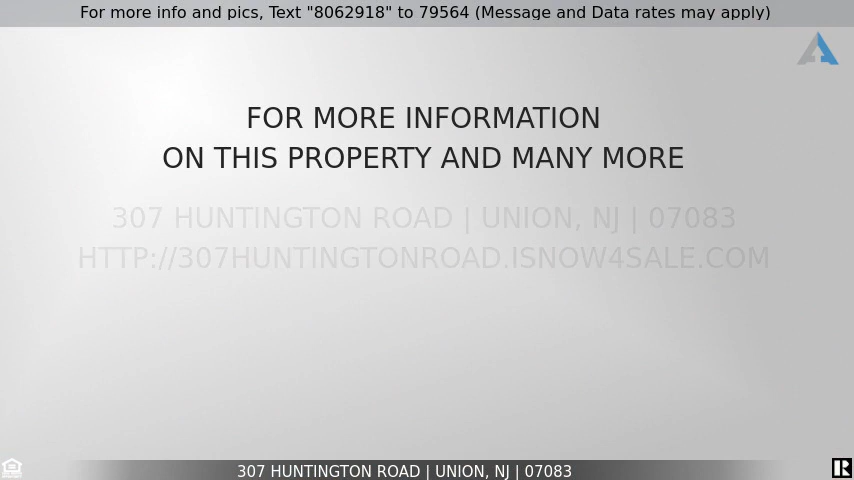 For more info and pics, Text "8062918" to 79564 (Message and Data rates may apply)
FOR MORE INFORMATION
ON THIS PROPERTY AND MANY MORE
307 HUNTINGTON ROAD | UNION, NJ | 07083
HTTP://307HUNTINGTONROAD.ISNOW4SALE.COM
307 HUNTINGTON ROAD | UNION, NJ | 07083